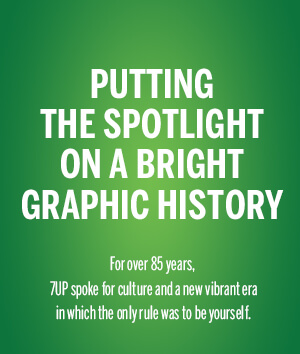 PUTTING
THE SPOTLIGHT
ON A BRIGHT
GRAPHIC HISTORY
For over 85 years,
7UP spoke for culture and a new vibrant era
in which the only rule was to be yourself.